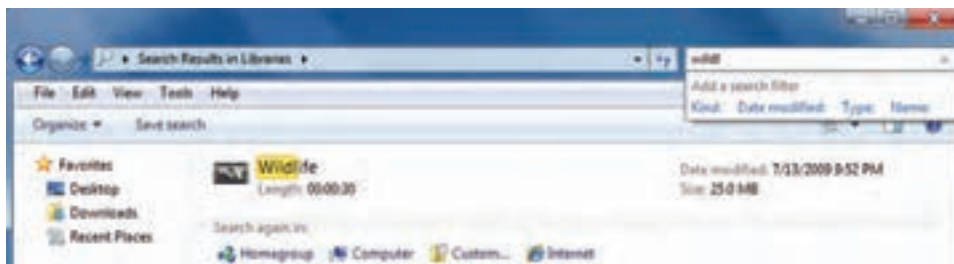 Search Results in Libraries
wildl
File Edit View Tools Help
Add a search filter
Kind: Date modified: Type: Name:
Organize Save search
Favorites
Desktop
Downloads
Recent Places
Wildlife
Length: 00:00:30
Date modified: 7/13/2009 9:52 PM
Size: 25.0 MB
Search again in:
Homegroup Computer Custom... Internet